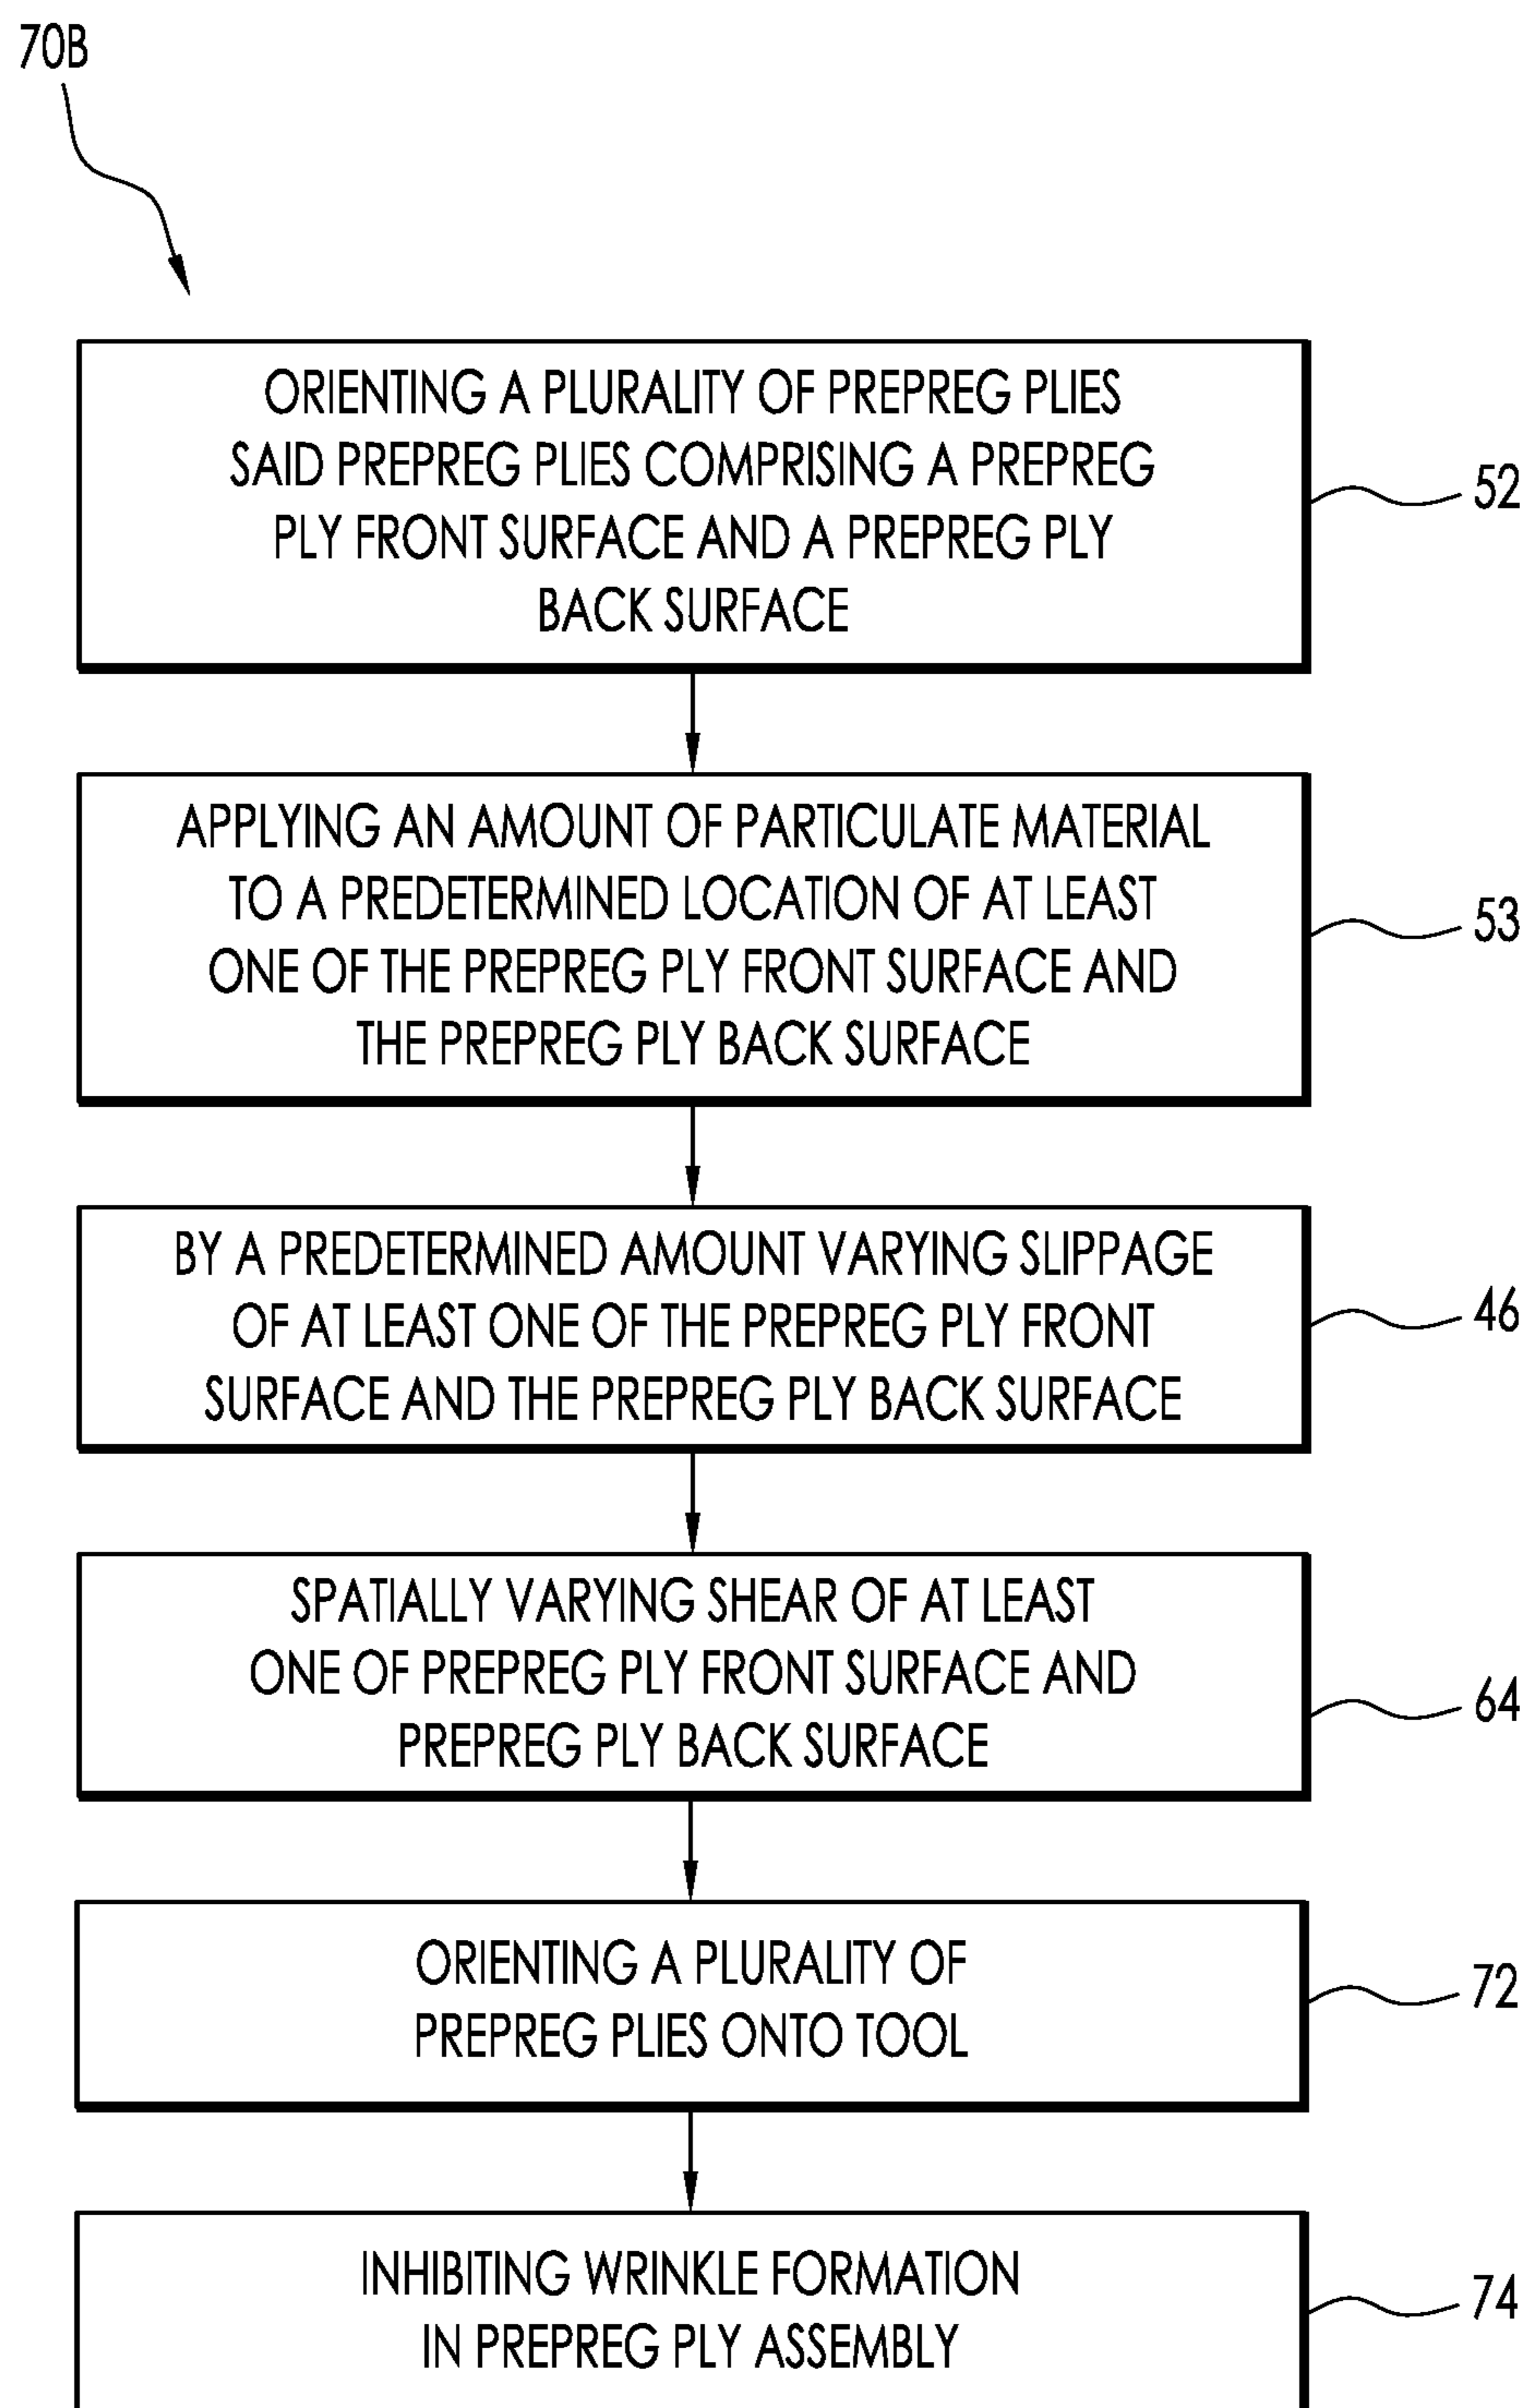 70B
ORIENTING A PLURALITY OF PREPREG PLIES
SAID PREPREG PLIES COMPRISING A PREPREG
PLY FRONT SURFACE AND A PREPREG PLY
BACK SURFACE
52
APPLYING AN AMOUNT OF PARTICULATE MATERIAL
TO A PREDETERMINED LOCATION OF AT LEAST
ONE OF THE PREPREG PLY FRONT SURFACE AND
THE PREPREG PLY BACK SURFACE
53
BY A PREDETERMINED AMOUNT VARYING SLIPPAGE
OF AT LEAST ONE OF THE PREPREG PLY FRONT
SURFACE AND THE PREPREG PLY BACK SURFACE
46
SPATIALLY VARYING SHEAR OF AT LEAST
ONE OF PREPREG PLY FRONT SURFACE AND
PREPREG PLY BACK SURFACE
64
ORIENTING A PLURALITY OF
PREPREG PLIES ONTO TOOL
72
INHIBITING WRINKLE FORMATION
IN PREPREG PLY ASSEMBLY
74